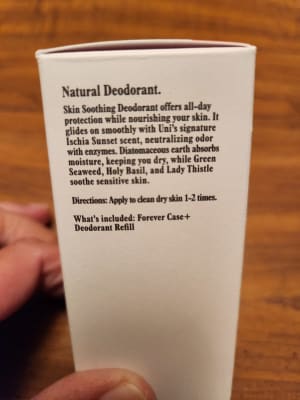 Natural Deodorant.
Skin Soothing Deodorant offers all-day
protection while nourishing your skin. It
glides on smoothly with Uni's signature
Ischia Sunset scent, neutralizing odor
with enzymes. Diatomaceous earth absorbs
moisture, keeping you dry, while Green
Seaweed, Holy Basil, and Lady Thistle
soothe sensitive skin.
Directions: Apply to clean dry skin 1-2 times.
What's included: Forever Case+
Deodorant Refill